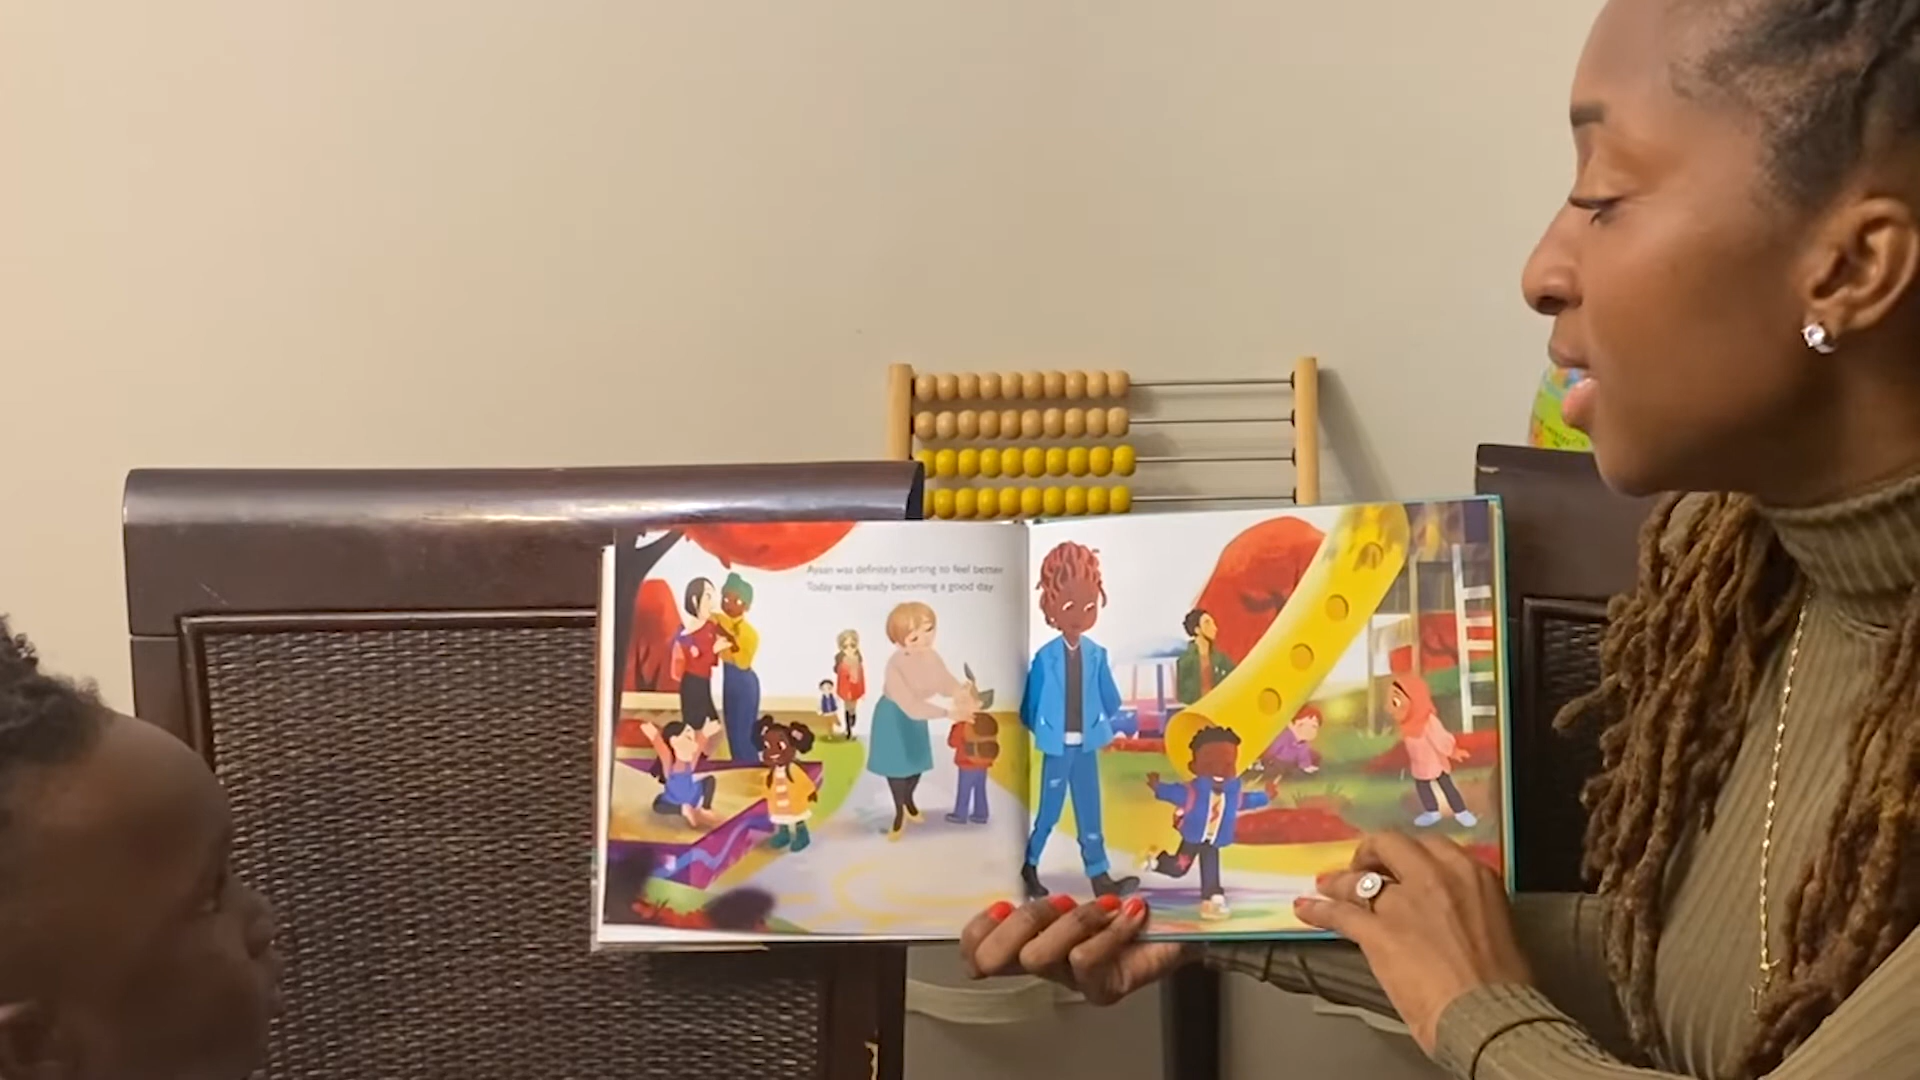 Ayaan was definitely starting to feel better
Today was already becoming a good day